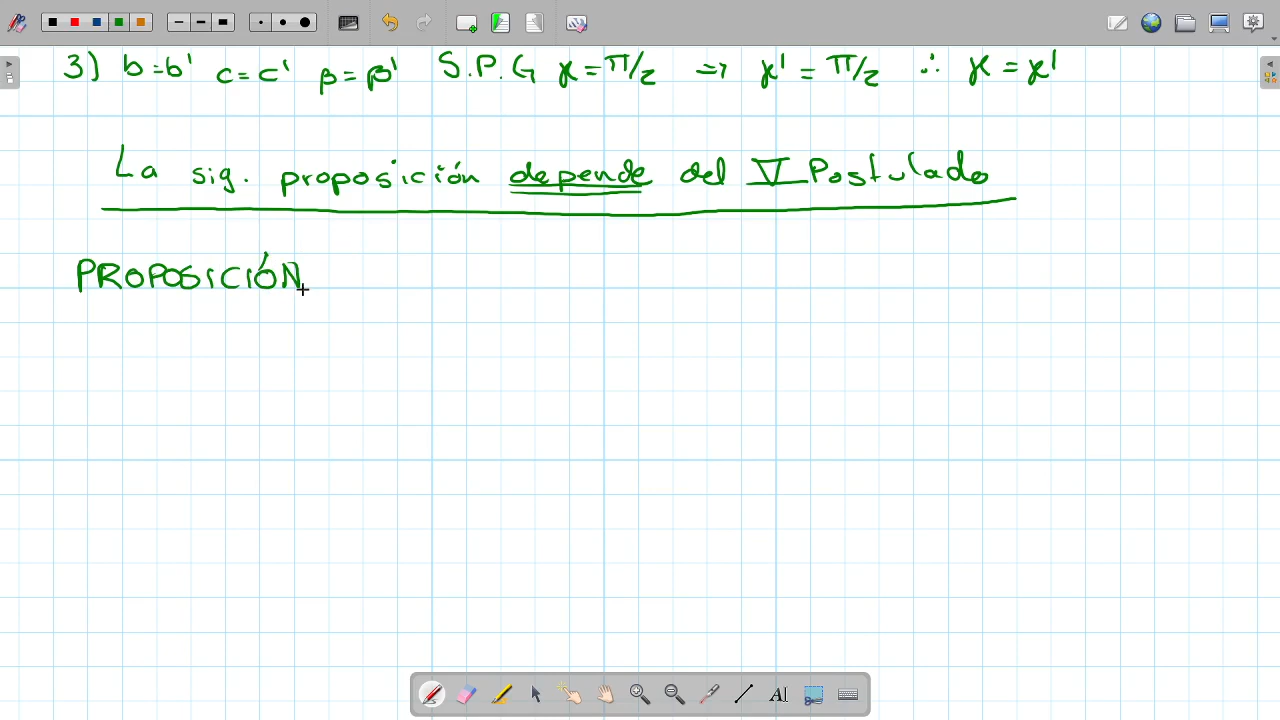 3) b=b' c=c' β=β' S.P.G γ=π/2 ⇒ γ'=π/2 ∴ γ=γ'
La sig. proposición depende del V Postulado
PROPOSICIÓN